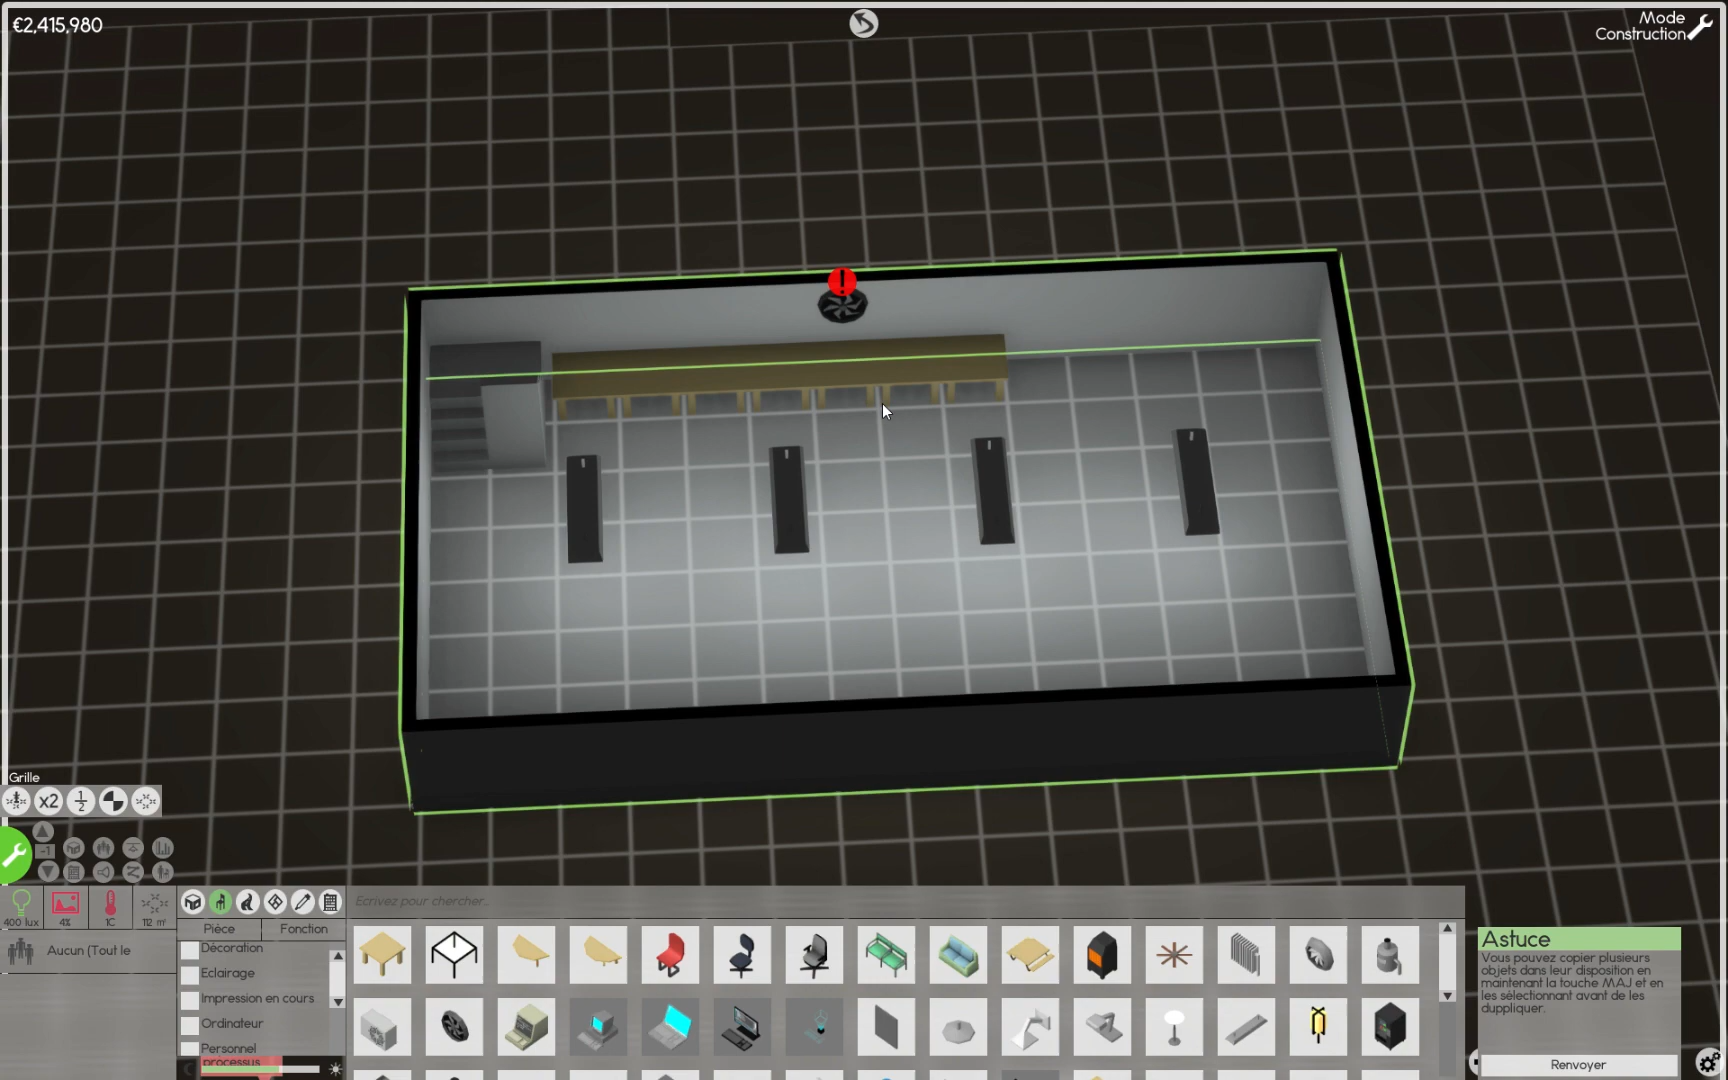 €2,415,980
Mode
Construction
Grille
x2
1
2
-1
400 lux
4%
1C
112 m²
Aucun (Tout le
Pièce
Fonction
Décoration
Eclairage
Impression en cours
Ordinateur
Personnel
processus
Ecrivez pour chercher...
Astuce
Vous pouvez copier plusieurs
objets dans leur disposition en
maintenant la touche MAJ et en
les sélectionnant avant de les
duppliquer.
Renvoyer